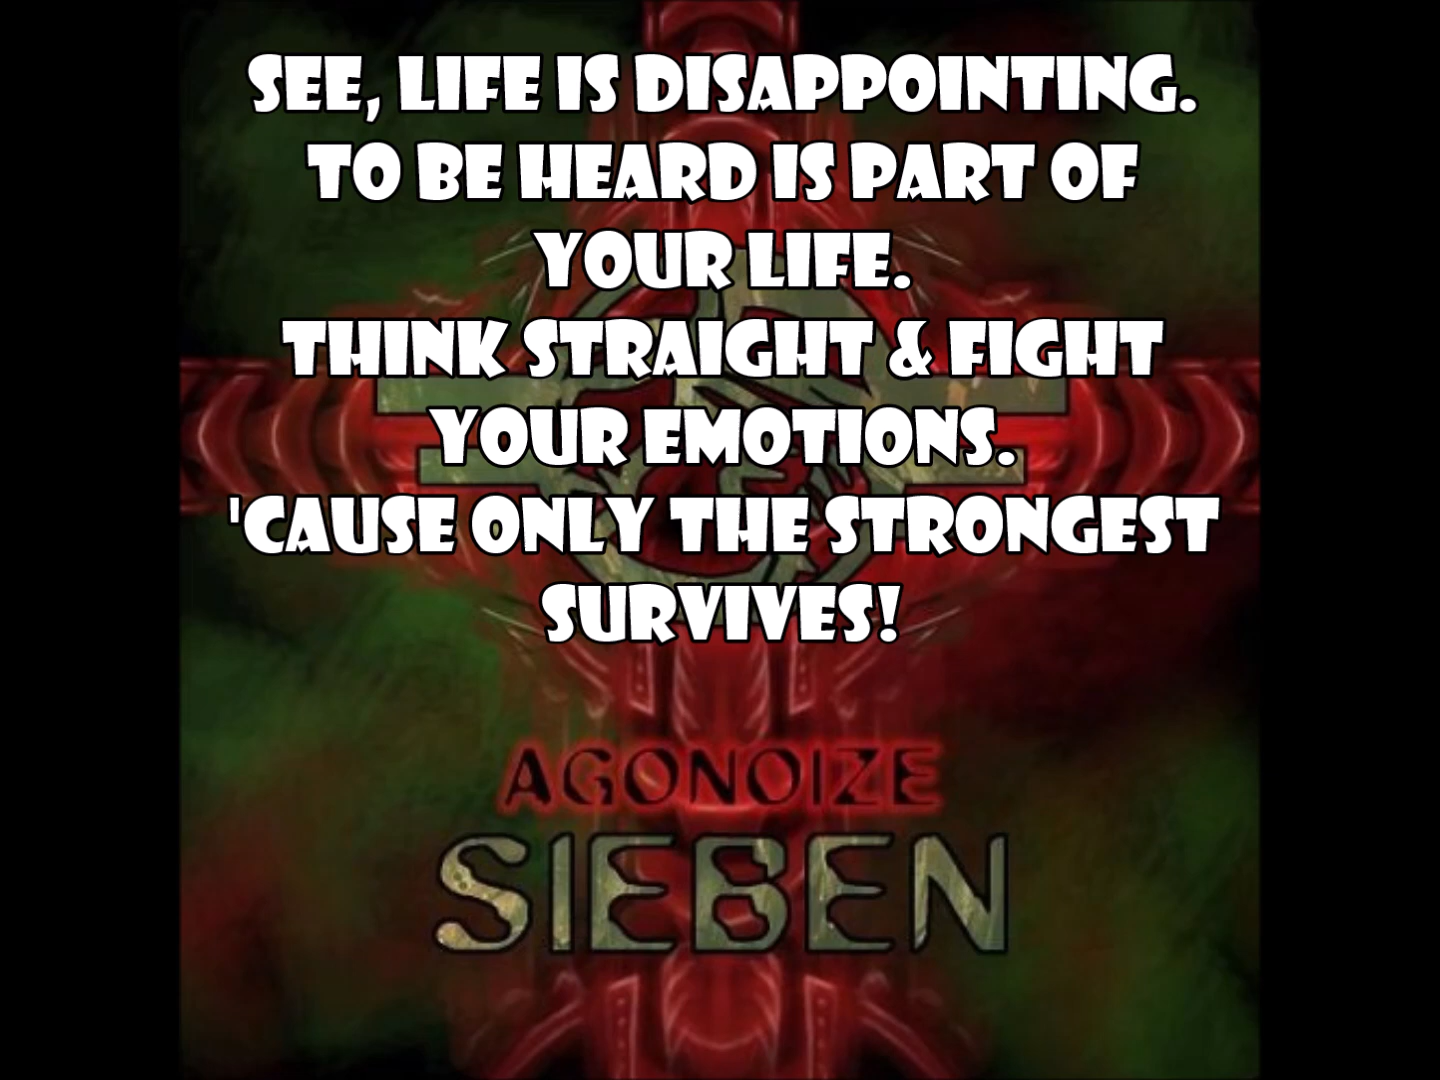 SEE, LIFE IS DISAPPOINTING.
TO BE HEARD IS PART OF
YOUR LIFE.
THINK STRAIGHT & FIGHT
YOUR EMOTIONS.
'CAUSE ONLY THE STRONGEST
SURVIVES!
AGONOIZE
SIEBEN